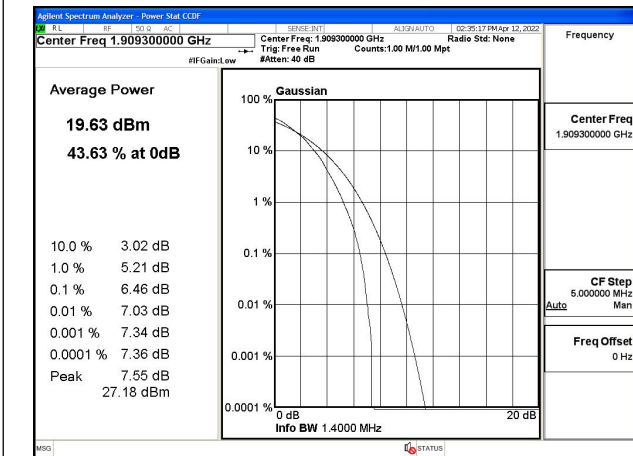 Agilent Spectrum Analyzer - Power Stat CCDF
RL RF 50 Ω AC SENSE:INT ALIGN AUTO 02:35:17 PM Apr 12, 2022
Center Freq 1.909300000 GHz
Center Freq: 1.909300000 GHz Radio Std: None
Trig: Free Run Counts:1.00 M/1.00 Mpt
#IFGain:Low #Atten: 40 dB
Frequency
Average Power
19.63 dBm
43.63 % at 0dB
10.0 % 3.02 dB
1.0 % 5.21 dB
0.1 % 6.46 dB
0.01 % 7.03 dB
0.001 % 7.34 dB
0.0001 % 7.36 dB
Peak 7.55 dB
27.18 dBm
Gaussian
100 %
10 %
1 %
0.1 %
0.01 %
0.001 %
0.0001 %
0 dB 20 dB
Info BW 1.4000 MHz
Center Freq
1.909300000 GHz
CF Step
5.000000 MHz
Auto Man
Freq Offset
0 Hz
MSG STATUS